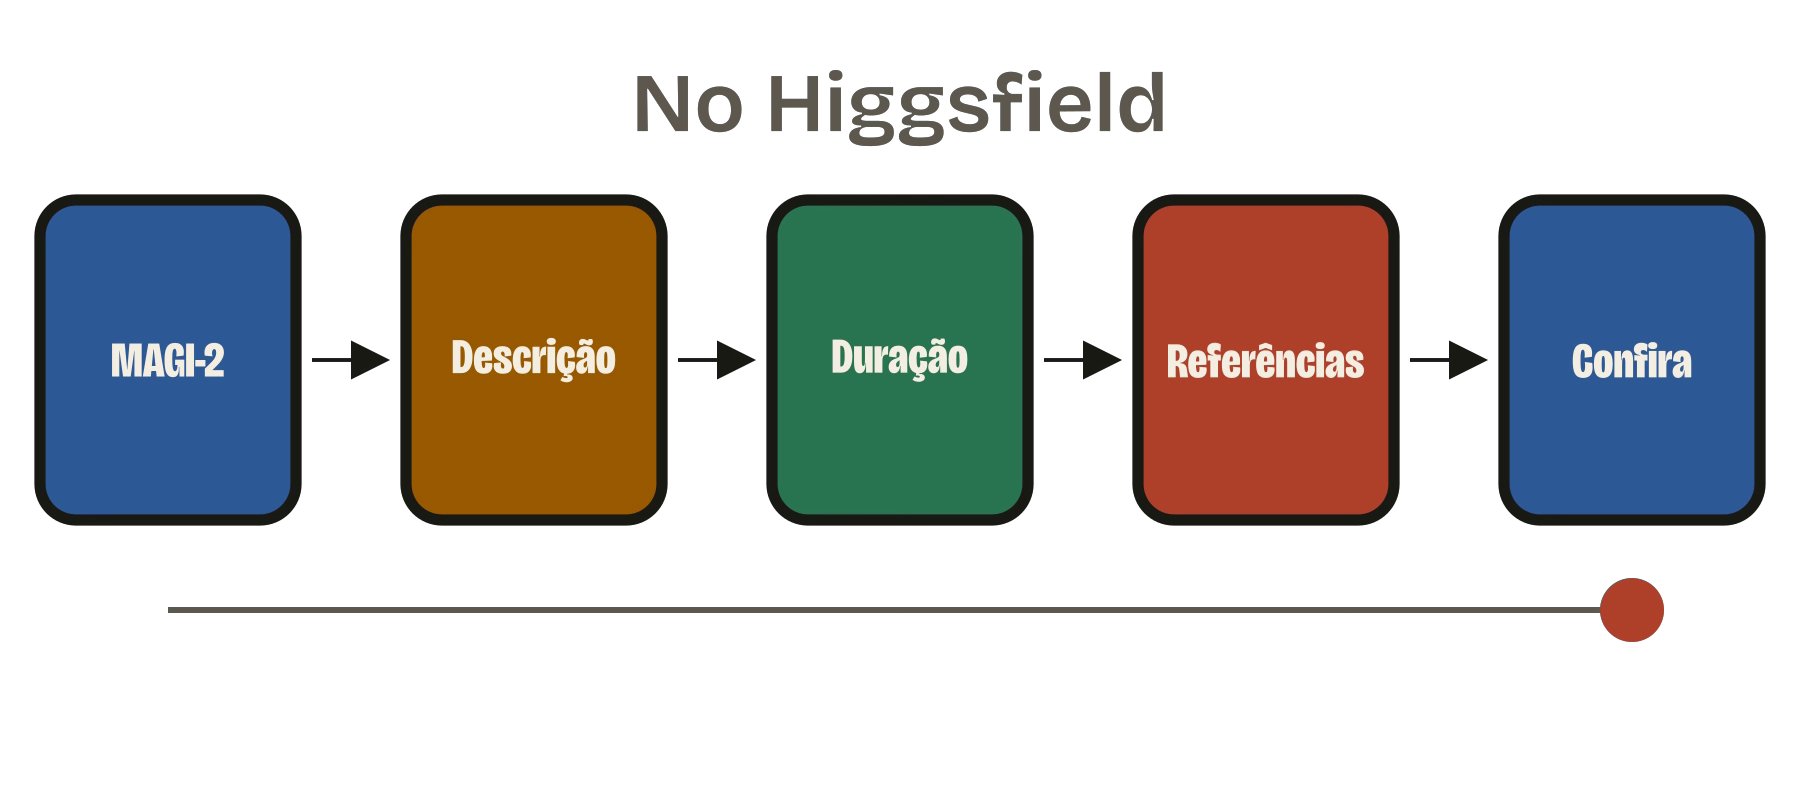 No Higgsfield
MAGI-2
Descrição
Duração
Referências
Confira